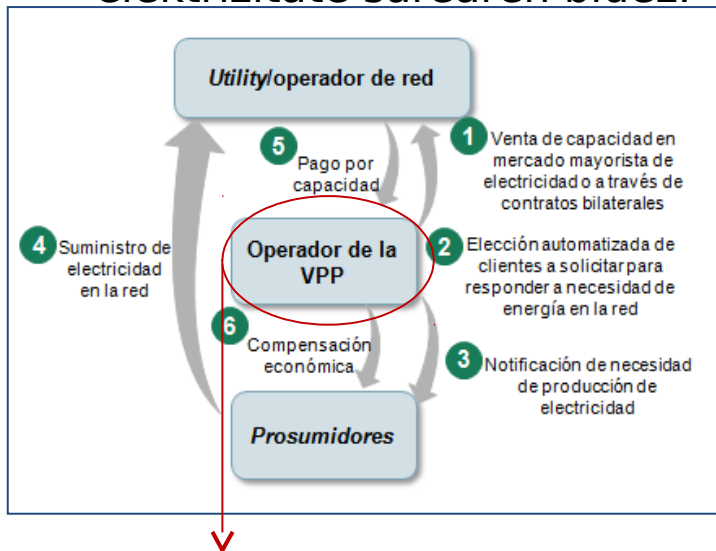 elektrizitate sarearen bidez.
Utility/operador de red
1
Venta de capacidad en
mercado mayorista de
electricidad o a través de
contratos bilaterales
5
Pago por
capacidad
4
Suministro de
electricidad
en la red
Operador de la
VPP
2
Elección automatizada de
clientes a solicitar para
responder a necesidad de
energía en la red
6
Compensación
económica
3
Notificación de necesidad
de producción de
electricidad
Prosumidores